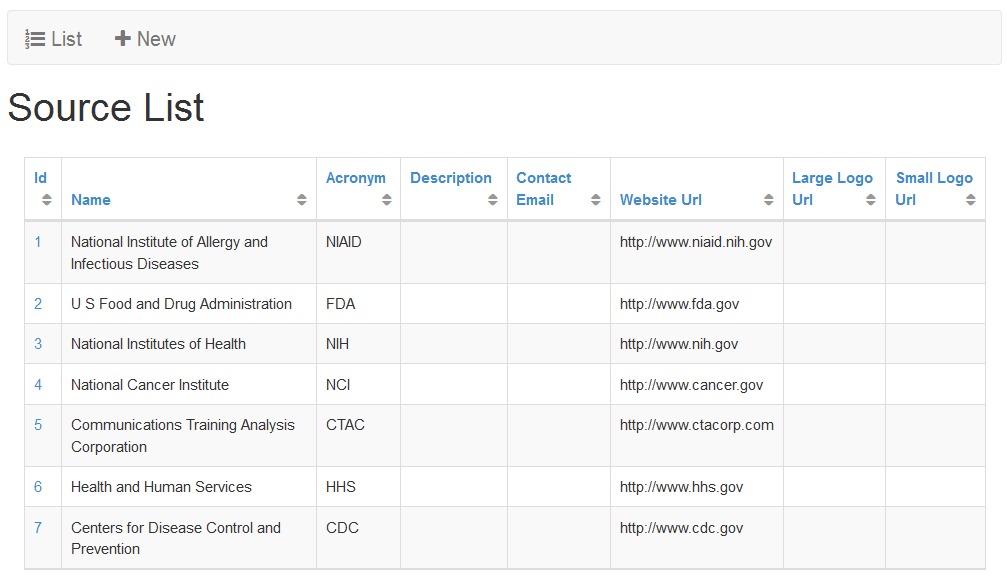 List New
Source List
Id Name Acronym Description Contact Email Website Url Large Logo Url Small Logo Url
1 National Institute of Allergy and Infectious Diseases NIAID http://www.niaid.nih.gov
2 U S Food and Drug Administration FDA http://www.fda.gov
3 National Institutes of Health NIH http://www.nih.gov
4 National Cancer Institute NCI http://www.cancer.gov
5 Communications Training Analysis Corporation CTAC http://www.ctacorp.com
6 Health and Human Services HHS http://www.hhs.gov
7 Centers for Disease Control and Prevention CDC http://www.cdc.gov